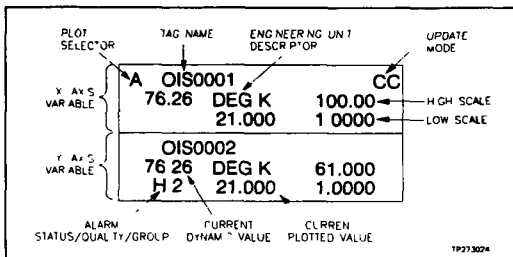 PLOT SELECTOR
TAG NAME
ENGINEERING UNIT DESCRIPTOR
UPDATE MODE
A OIS0001 CC
X AXIS VARIABLE
76.26 DEG K 100.00
HIGH SCALE
21.000 1 0000
LOW SCALE
OIS0002
Y AXIS VARIABLE
76 26 DEG K 61.000
H 2 21.000 1.0000
ALARM STATUS/QUALITY/GROUP
CURRENT DYNAMIC VALUE
CURREN PLOTTED VALUE
TP27302A